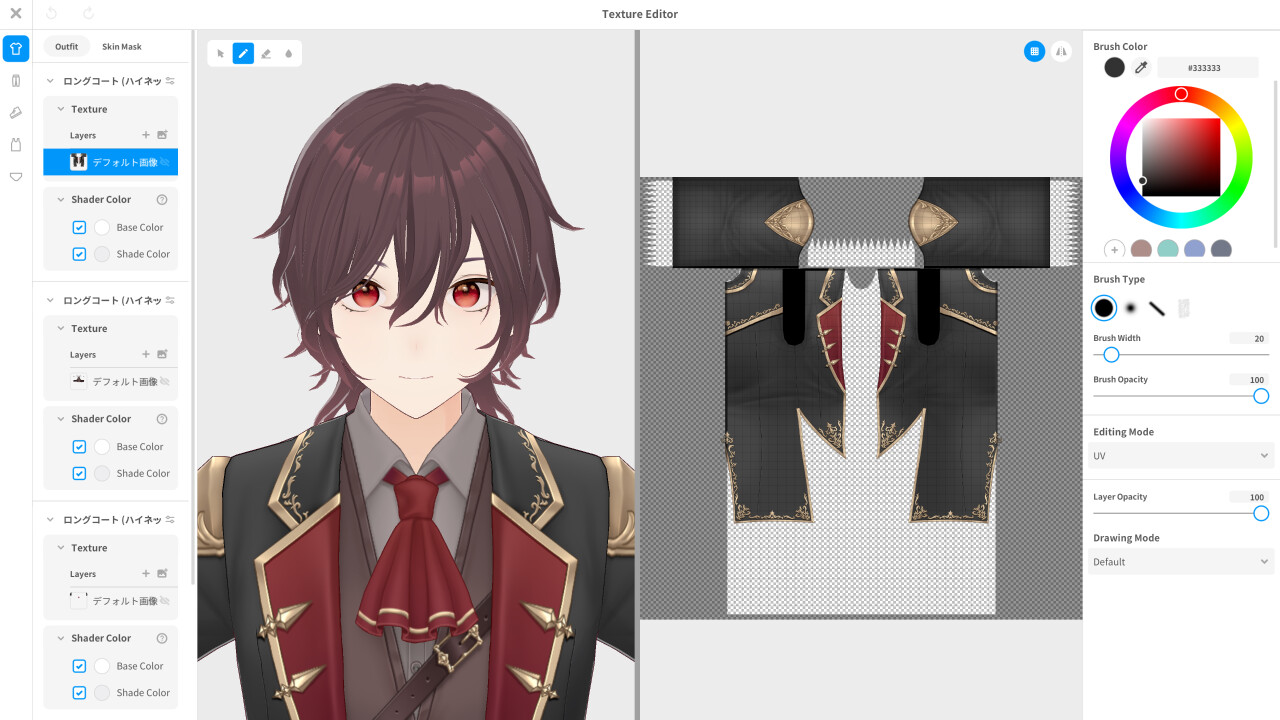 Texture Editor
Outfit
Skin Mask
ロングコート (ハイネッ
Texture
Layers
デフォルト画像
Shader Color
Base Color
Shade Color
ロングコート (ハイネッ
Texture
Layers
デフォルト画像
Shader Color
Base Color
Shade Color
ロングコート (ハイネッ
Texture
Layers
デフォルト画像
Shader Color
Base Color
Shade Color
Brush Color
#333333
Brush Type
Brush Width
20
Brush Opacity
100
Editing Mode
UV
Layer Opacity
100
Drawing Mode
Default